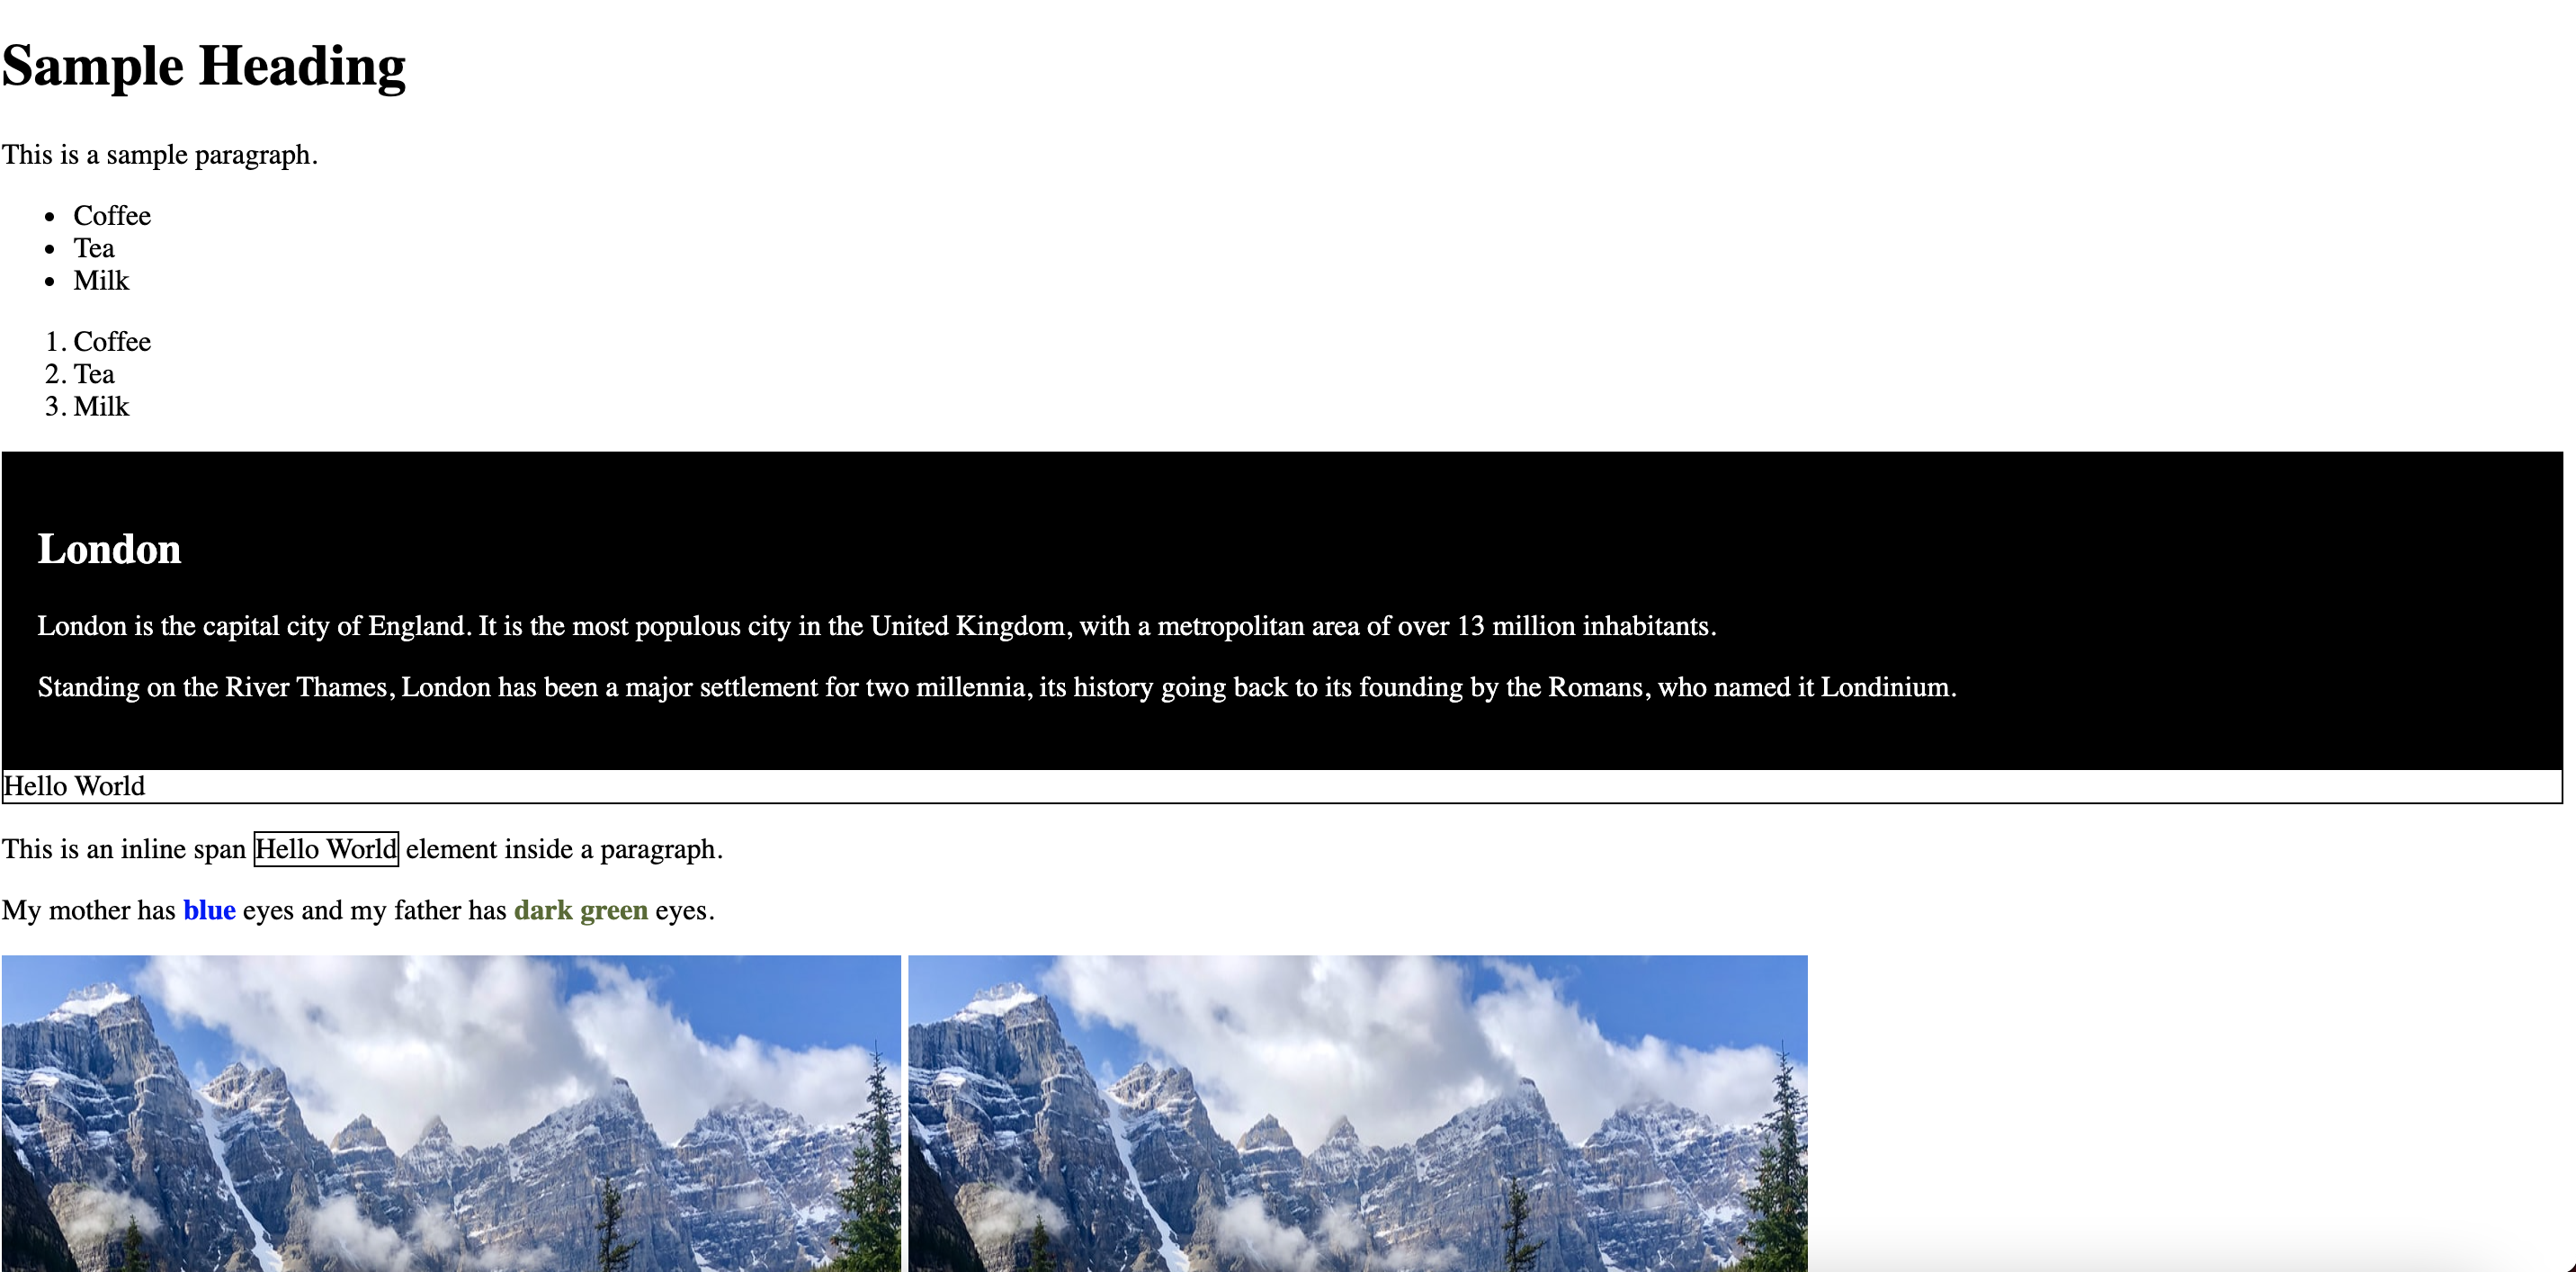 Sample Heading
This is a sample paragraph.
• Coffee
• Tea
• Milk
1. Coffee
2. Tea
3. Milk
London
London is the capital city of England. It is the most populous city in the United Kingdom, with a metropolitan area of over 13 million inhabitants.
Standing on the River Thames, London has been a major settlement for two millennia, its history going back to its founding by the Romans, who named it Londinium.
Hello World
This is an inline span Hello World element inside a paragraph.
My mother has blue eyes and my father has dark green eyes.